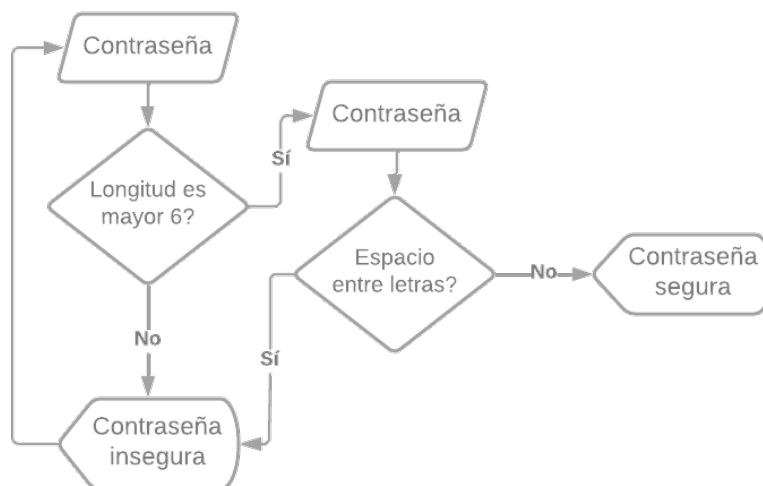 Contraseña
Contraseña
Sí
Longitud es
mayor 6?
Espacio
entre letras?
No
Contraseña
segura
No
Sí
Contraseña
insegura